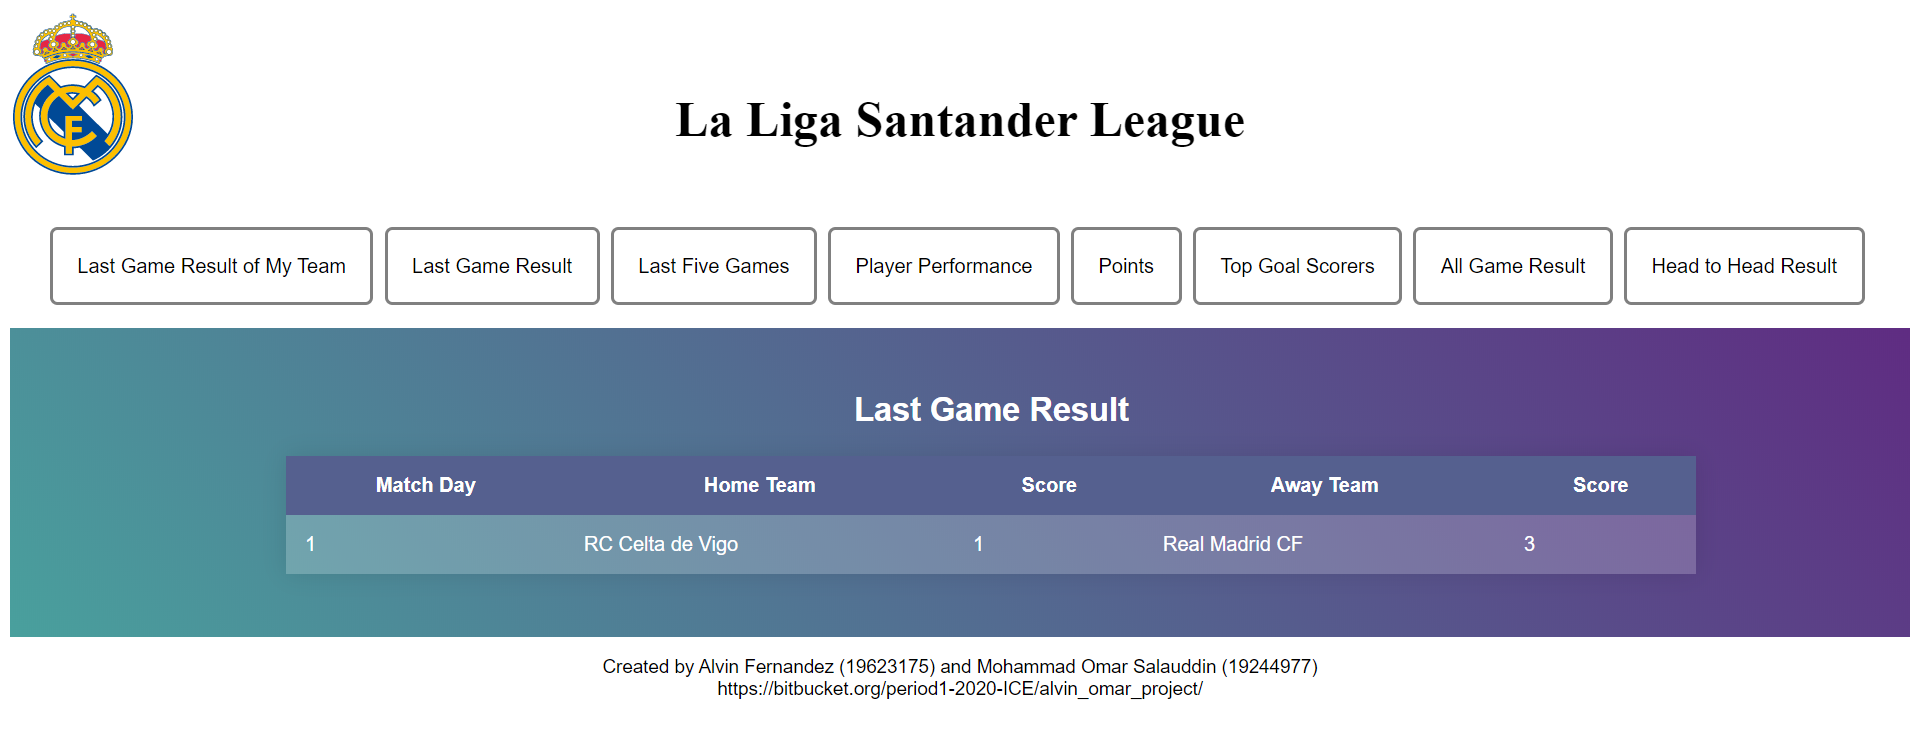 La Liga Santander League
Last Game Result of My Team
Last Game Result
Last Five Games
Player Performance
Points
Top Goal Scorers
All Game Result
Head to Head Result
Last Game Result
Match Day Home Team Score Away Team Score
1 RC Celta de Vigo 1 Real Madrid CF 3
Created by Alvin Fernandez (19623175) and Mohammad Omar Salauddin (19244977)
https://bitbucket.org/period1-2020-ICE/alvin_omar_project/